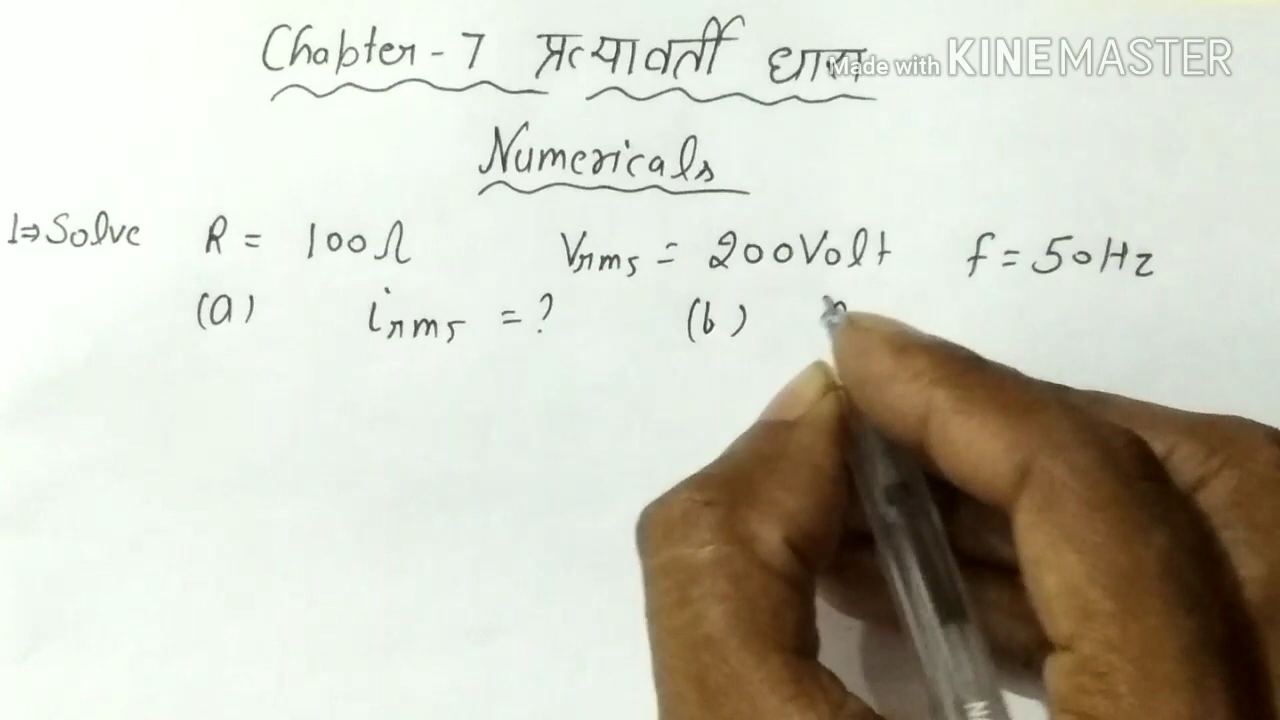 Chapter-7 प्रत्यावर्ती धारा
Made with KINEMASTER
Numericals
1⇒Solve R = 100Ω Vrms = 200Volt f = 50Hz
(a) irms = ? (b)